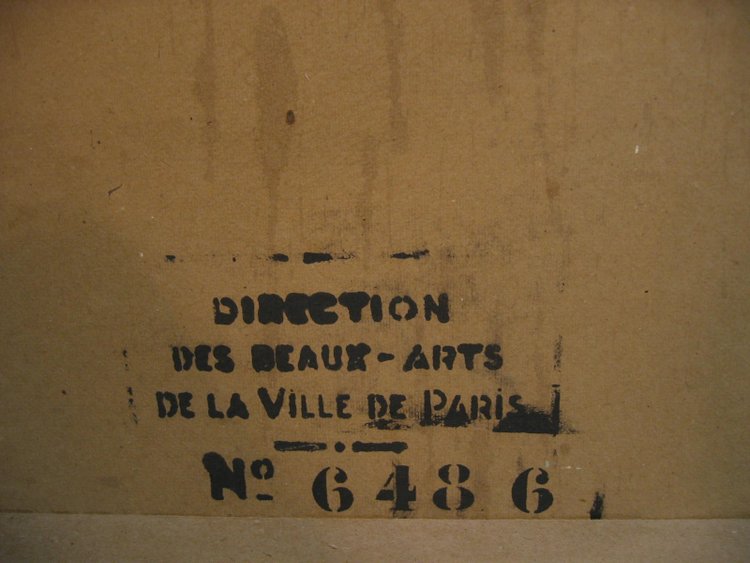 DIRECTION
DES BEAUX-ARTS
DE LA VILLE DE PARIS
Nº 6486